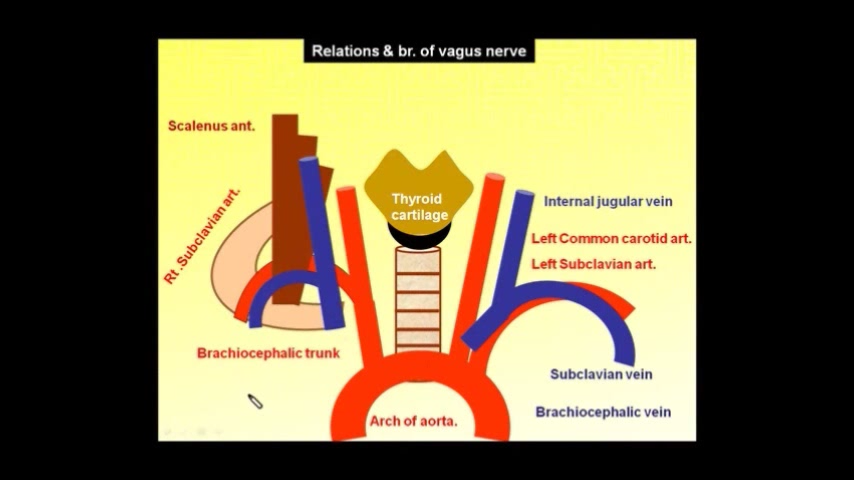 Relations & br. of vagus nerve
Scalenus ant.
Rt .Subclavian art.
Thyroid
cartilage
Internal jugular vein
Left Common carotid art.
Left Subclavian art.
Brachiocephalic trunk
Subclavian vein
Brachiocephalic vein
Arch of aorta.